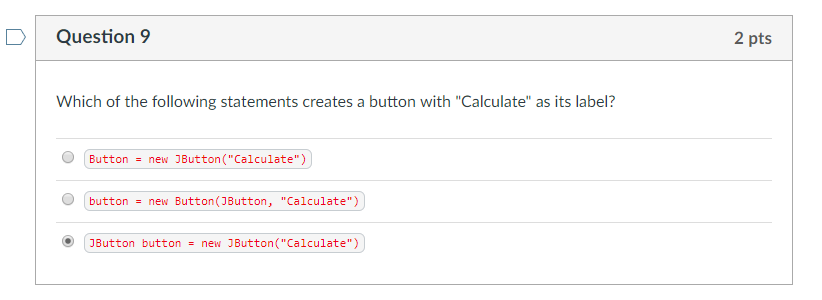 Question 9
2 pts
Which of the following statements creates a button with "Calculate" as its label?
Button = new JButton("Calculate")
button = new Button(JButton, "Calculate")
JButton button = new JButton("Calculate")